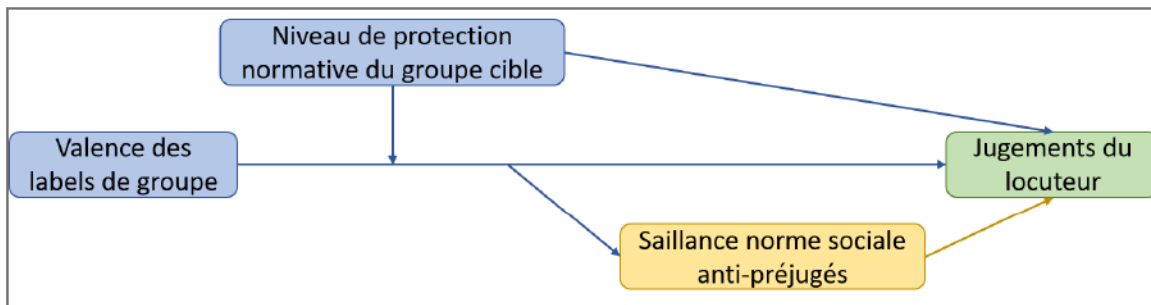 Niveau de protection
normative du groupe cible
Valence des
labels de groupe
Jugements du
locuteur
Saillance norme sociale
anti-préjugés